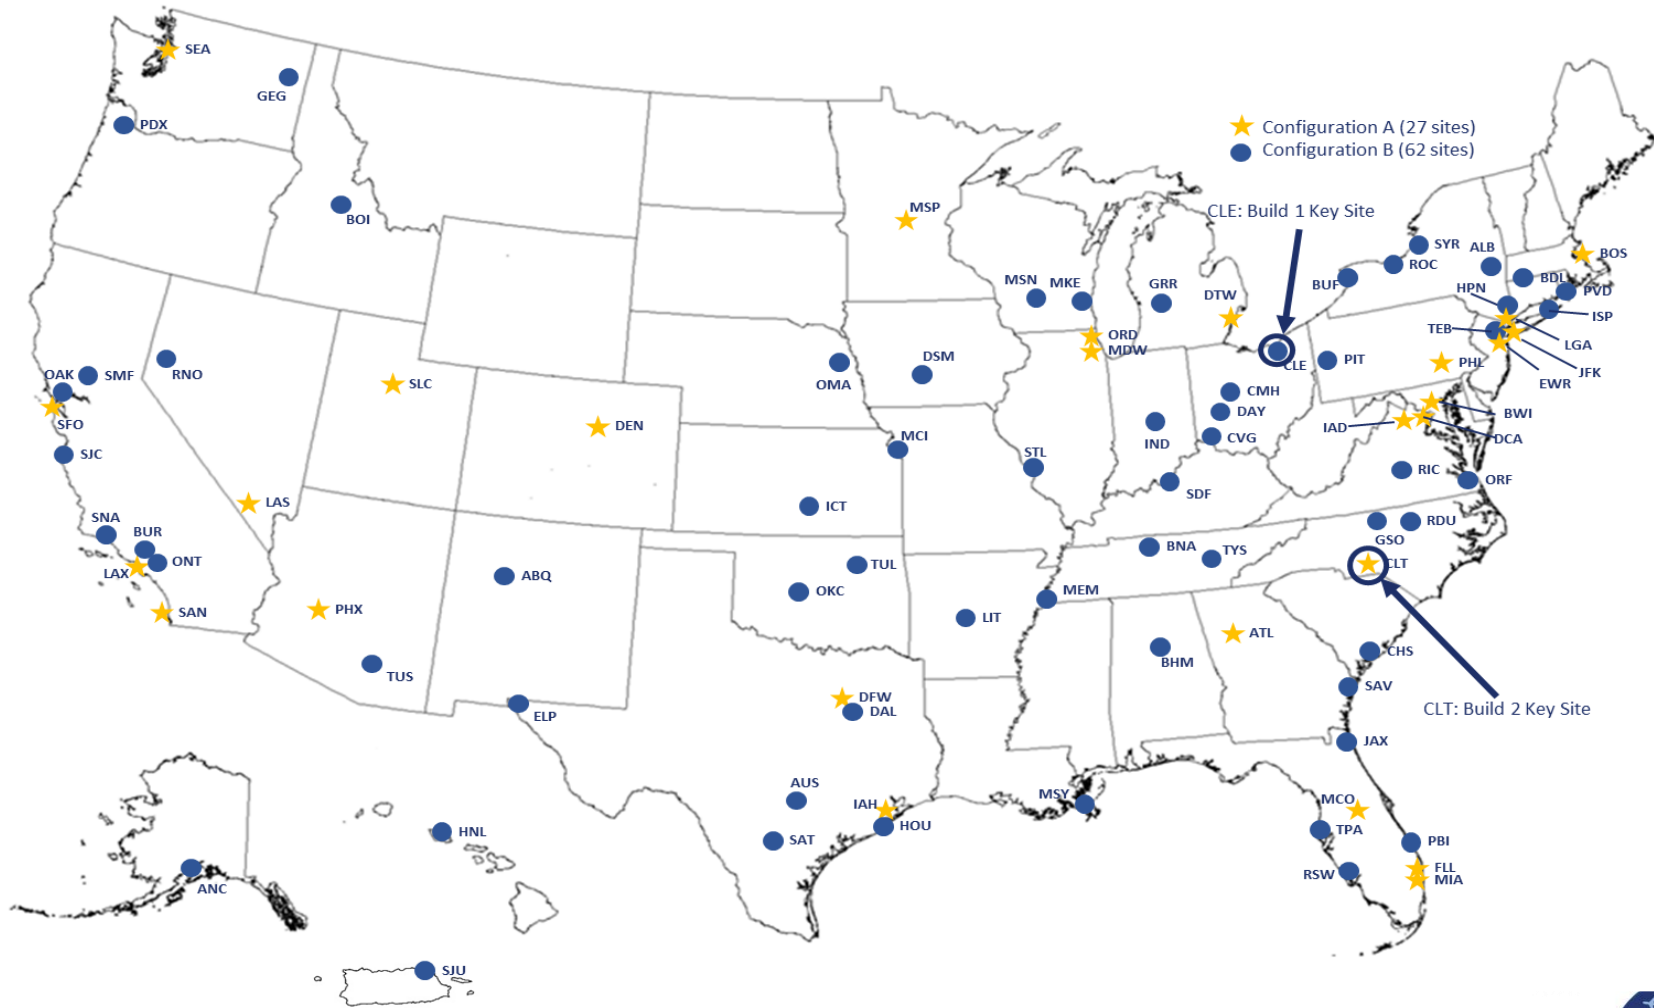 SEA
GEG
PDX
Configuration A (27 sites)
Configuration B (62 sites)
BOI
MSP
CLE: Build 1 Key Site
SYR
ALB
BOS
ROC
MSN
MKE
GRR
DTW
BUF
HPN
BDL
PVD
ISP
TEB
ORD
MDW
LGA
OAK
SMF
RNO
SLC
OMA
DSM
CLE
PIT
PHL
JFK
EWR
CMH
DAY
SFO
DEN
BWI
IAD
DCA
MCI
IND
CVG
STL
SJC
RIC
ORF
SDF
LAS
ICT
SNA
BUR
RDU
GSO
BNA
TYS
ONT
LAX
TUL
CLT
ABQ
OKC
MEM
SAN
PHX
LIT
ATL
BHM
CHS
TUS
SAV
DFW
DAL
ELP
CLT: Build 2 Key Site
JAX
AUS
MSY
MCO
IAH
HOU
HNL
TPA
SAT
PBI
FLL
RSW
MIA
ANC
SJU